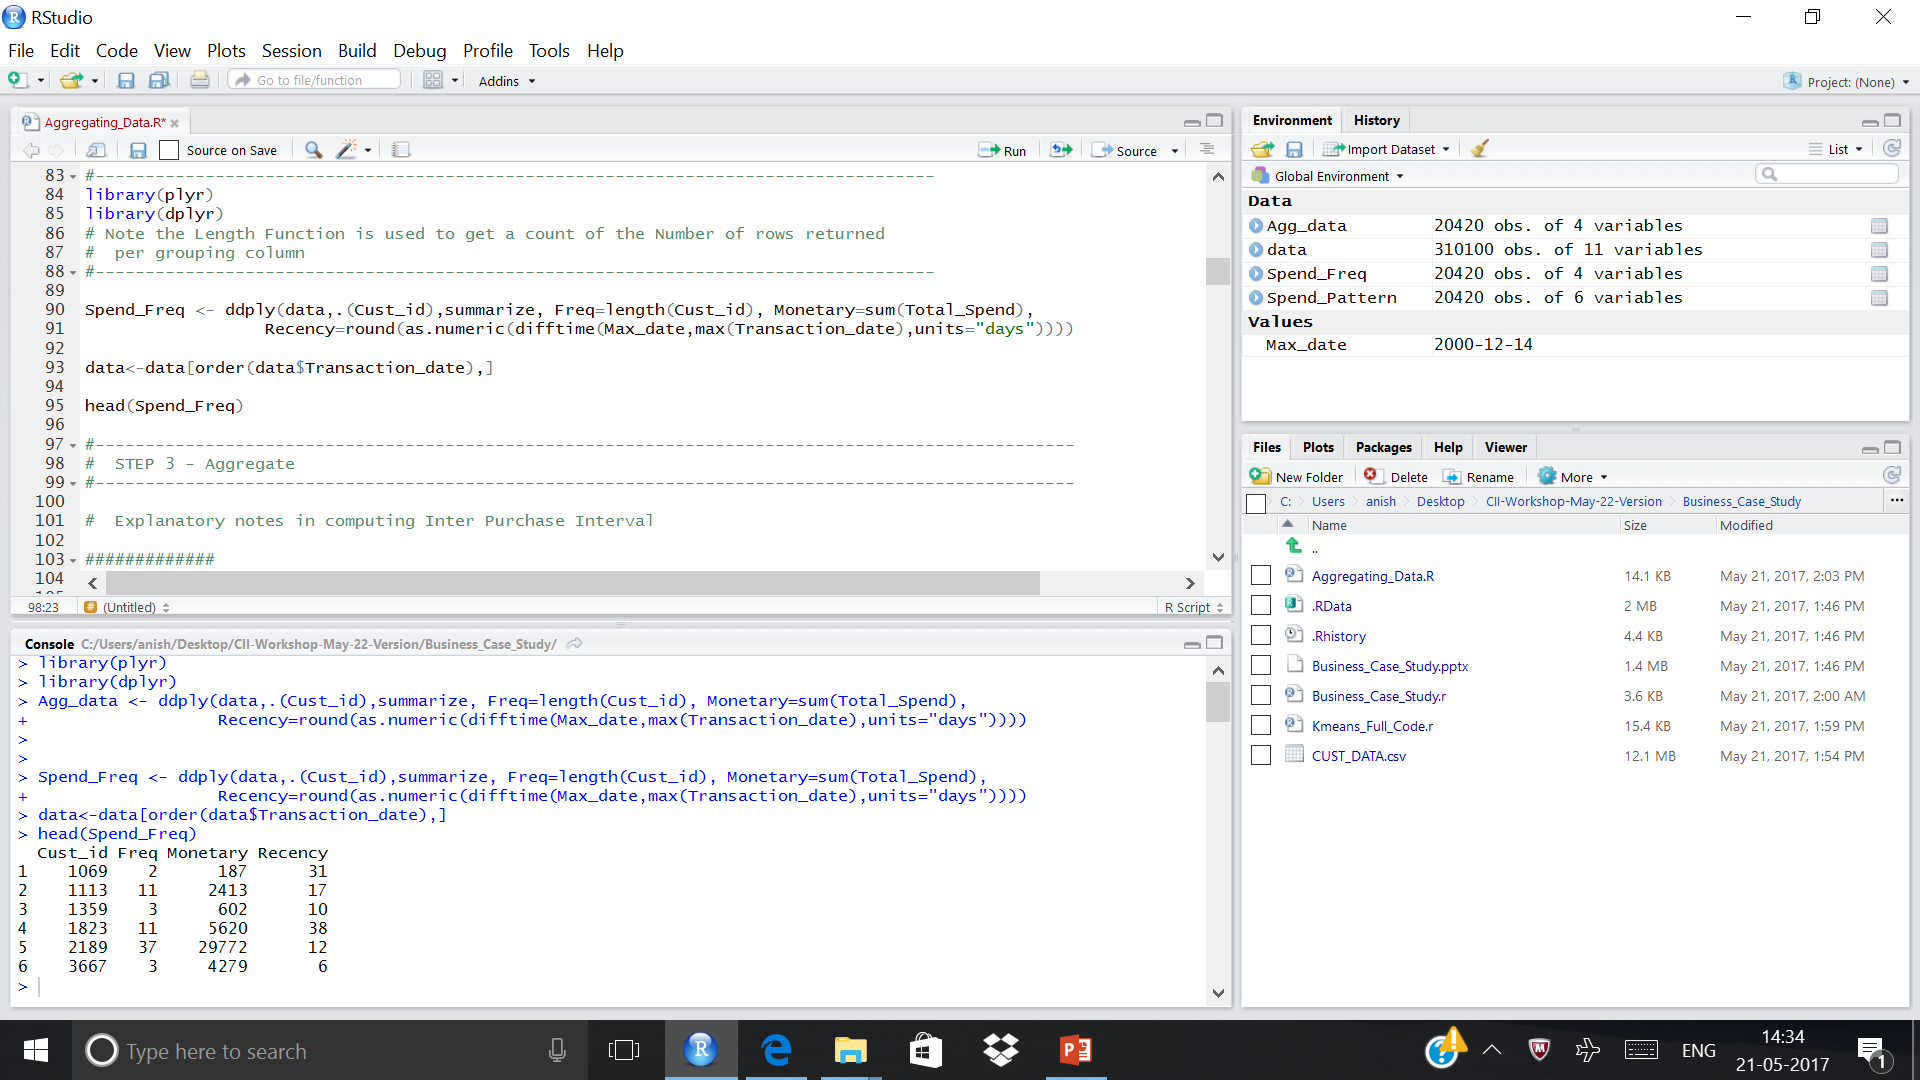 RStudio
File Edit Code View Plots Session Build Debug Profile Tools Help
Go to file/function Addins Project: (None)
Aggregating_Data.R*
Source on Save Run Source
83 #------------------------------------------------------------------------------------
84 library(plyr)
85 library(dplyr)
86 # Note the Length Function is used to get a count of the Number of rows returned
87 #  per grouping column
88 #------------------------------------------------------------------------------------
89
90 Spend_Freq <- ddply(data,.(Cust_id),summarize, Freq=length(Cust_id), Monetary=sum(Total_Spend),
91                   Recency=round(as.numeric(difftime(Max_date,max(Transaction_date),units="days"))))
92
93 data<-data[order(data$Transaction_date),]
94
95 head(Spend_Freq)
96
97 #--------------------------------------------------------------------------------------------------
98 #  STEP 3 - Aggregate
99 #--------------------------------------------------------------------------------------------------
100
101 #  Explanatory notes in computing Inter Purchase Interval
102
103 #############
104
98:23 # (Untitled) R Script
Console C:/Users/anish/Desktop/CII-Workshop-May-22-Version/Business_Case_Study/
> library(plyr)
> library(dplyr)
> Agg_data <- ddply(data,.(Cust_id),summarize, Freq=length(Cust_id), Monetary=sum(Total_Spend),
+                   Recency=round(as.numeric(difftime(Max_date,max(Transaction_date),units="days"))))
>
>
> Spend_Freq <- ddply(data,.(Cust_id),summarize, Freq=length(Cust_id), Monetary=sum(Total_Spend),
+                   Recency=round(as.numeric(difftime(Max_date,max(Transaction_date),units="days"))))
> data<-data[order(data$Transaction_date),]
> head(Spend_Freq)
  Cust_id Freq Monetary Recency
1    1069    2      187      31
2    1113   11     2413      17
3    1359    3      602      10
4    1823   11     5620      38
5    2189   37    29772      12
6    3667    3     4279       6
>
Environment History
Import Dataset List
Global Environment
Data
Agg_data 20420 obs. of 4 variables
data 310100 obs. of 11 variables
Spend_Freq 20420 obs. of 4 variables
Spend_Pattern 20420 obs. of 6 variables
Values
Max_date 2000-12-14
Files Plots Packages Help Viewer
New Folder Delete Rename More
C: Users anish Desktop CII-Workshop-May-22-Version Business_Case_Study ...
Name Size Modified
..
Aggregating_Data.R 14.1 KB May 21, 2017, 2:03 PM
.RData 2 MB May 21, 2017, 1:46 PM
.Rhistory 4.4 KB May 21, 2017, 1:46 PM
Business_Case_Study.pptx 1.4 MB May 21, 2017, 1:46 PM
Business_Case_Study.r 3.6 KB May 21, 2017, 2:00 AM
Kmeans_Full_Code.r 15.4 KB May 21, 2017, 1:59 PM
CUST_DATA.csv 12.1 MB May 21, 2017, 1:54 PM
Type here to search
ENG
14:34
21-05-2017
1